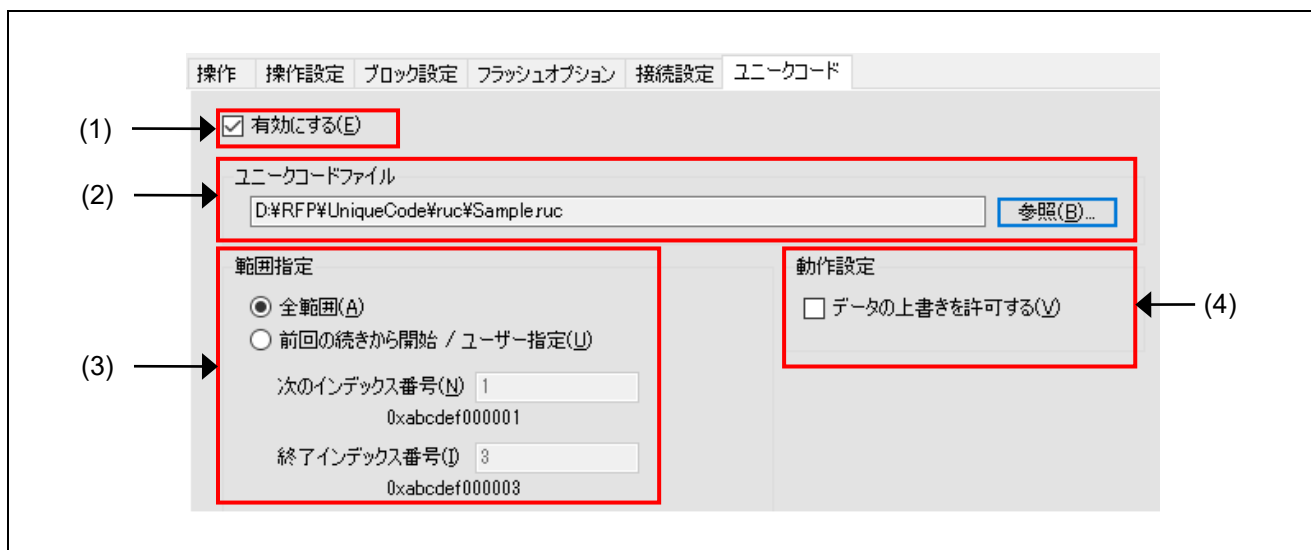 操作 操作設定 ブロック設定 フラッシュオプション 接続設定 ユニークコード
(1) 有効にする(E)
ユニークコードファイル
(2) D:¥RFP¥UniqueCode¥ruc¥Sample.ruc 参照(B)...
範囲指定 動作設定
全範囲(A) データの上書きを許可する(V) (4)
前回の続きから開始 / ユーザー指定(U)
(3)
次のインデックス番号(N) 1
0xabcdef000001
終了インデックス番号(I) 3
0xabcdef000003